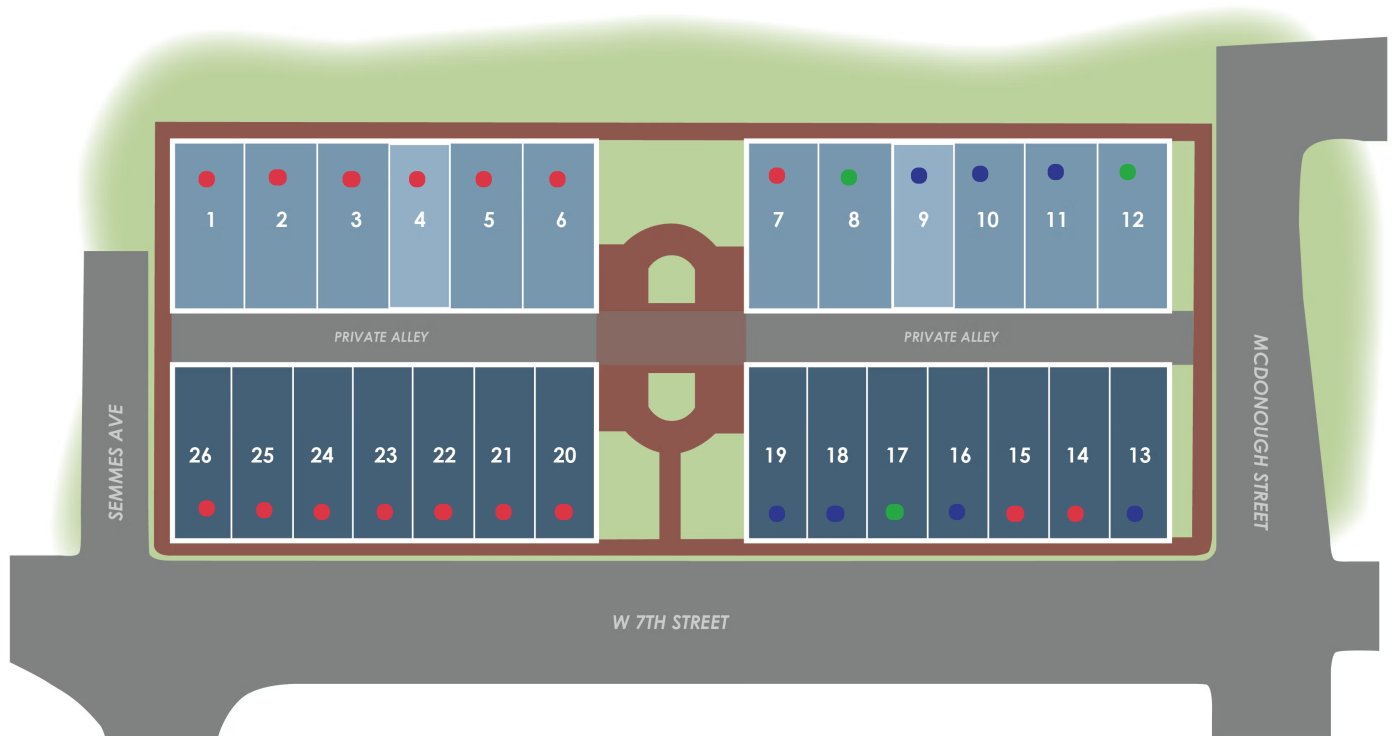 1 2 3 4 5 6 7 8 9 10 11 12
PRIVATE ALLEY PRIVATE ALLEY
26 25 24 23 22 21 20 19 18 17 16 15 14 13
SEMMES AVE
MCDONOUGH STREET
W 7TH STREET